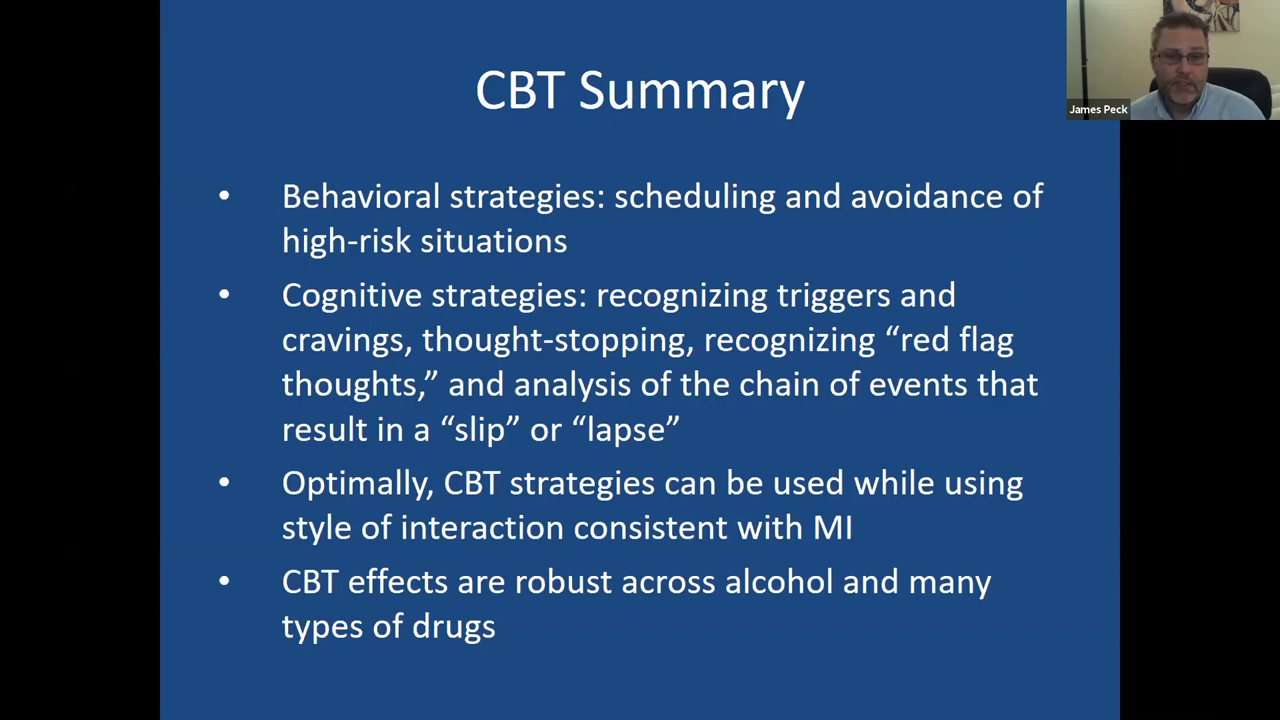 CBT Summary
James Peck
• Behavioral strategies: scheduling and avoidance of
high-risk situations
• Cognitive strategies: recognizing triggers and
cravings, thought-stopping, recognizing “red flag
thoughts,” and analysis of the chain of events that
result in a “slip” or “lapse”
• Optimally, CBT strategies can be used while using
style of interaction consistent with MI
• CBT effects are robust across alcohol and many
types of drugs